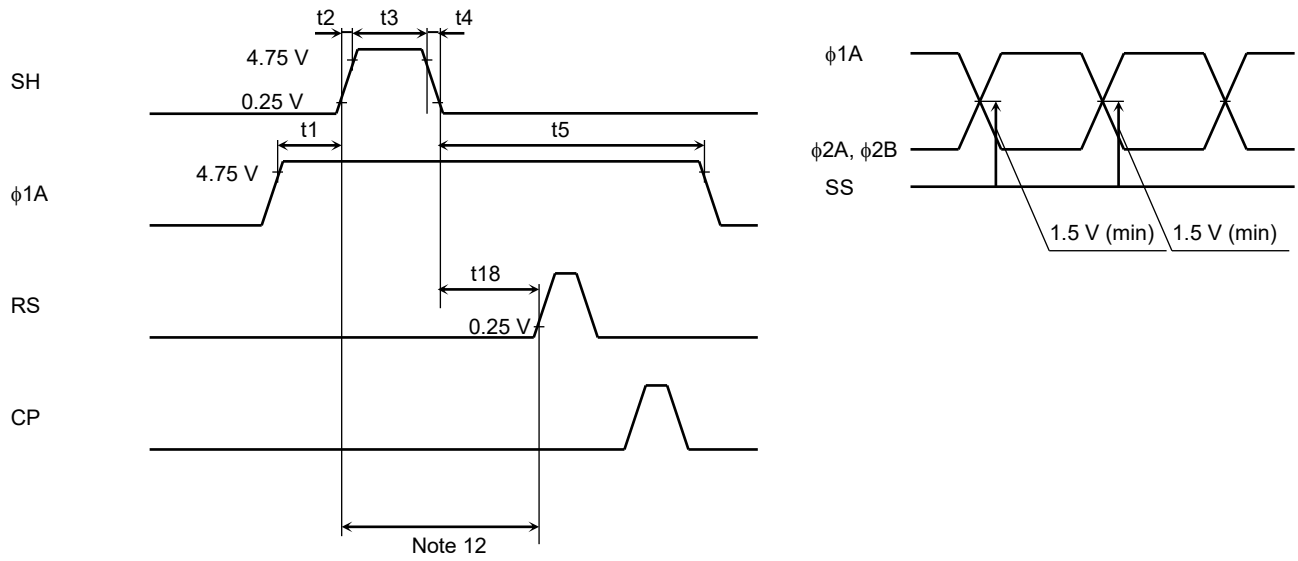 t2 t3 t4
4.75 V
SH
0.25 V
t1 t5
4.75 V
ϕ1A
t18
RS
0.25 V
CP
Note 12
ϕ1A
ϕ2A, ϕ2B
SS
1.5 V (min) 1.5 V (min)